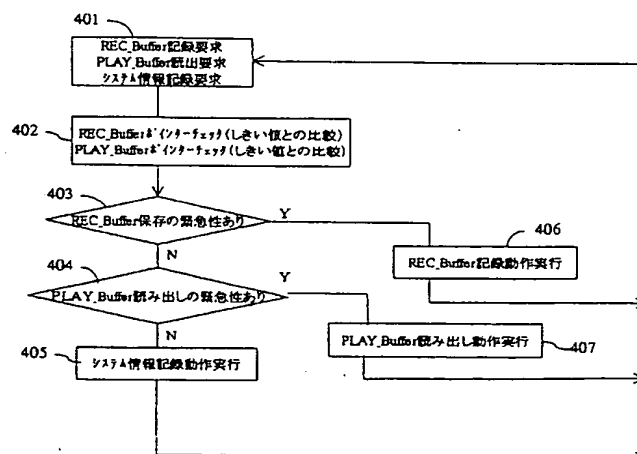 401
REC_Buffer記録要求
PLAY_Buffer読出要求
システム情報記録要求
402
REC_Bufferポインターチェック(しきい値との比較)
PLAY_Bufferポインターチェック(しきい値との比較)
403
REC_Buffer保存の緊急性あり
Y
N
406
REC_Buffer記録動作実行
404
PLAY_Buffer読み出しの緊急性あり
Y
N
PLAY_Buffer読み出し動作実行
407
405
システム情報記録動作実行